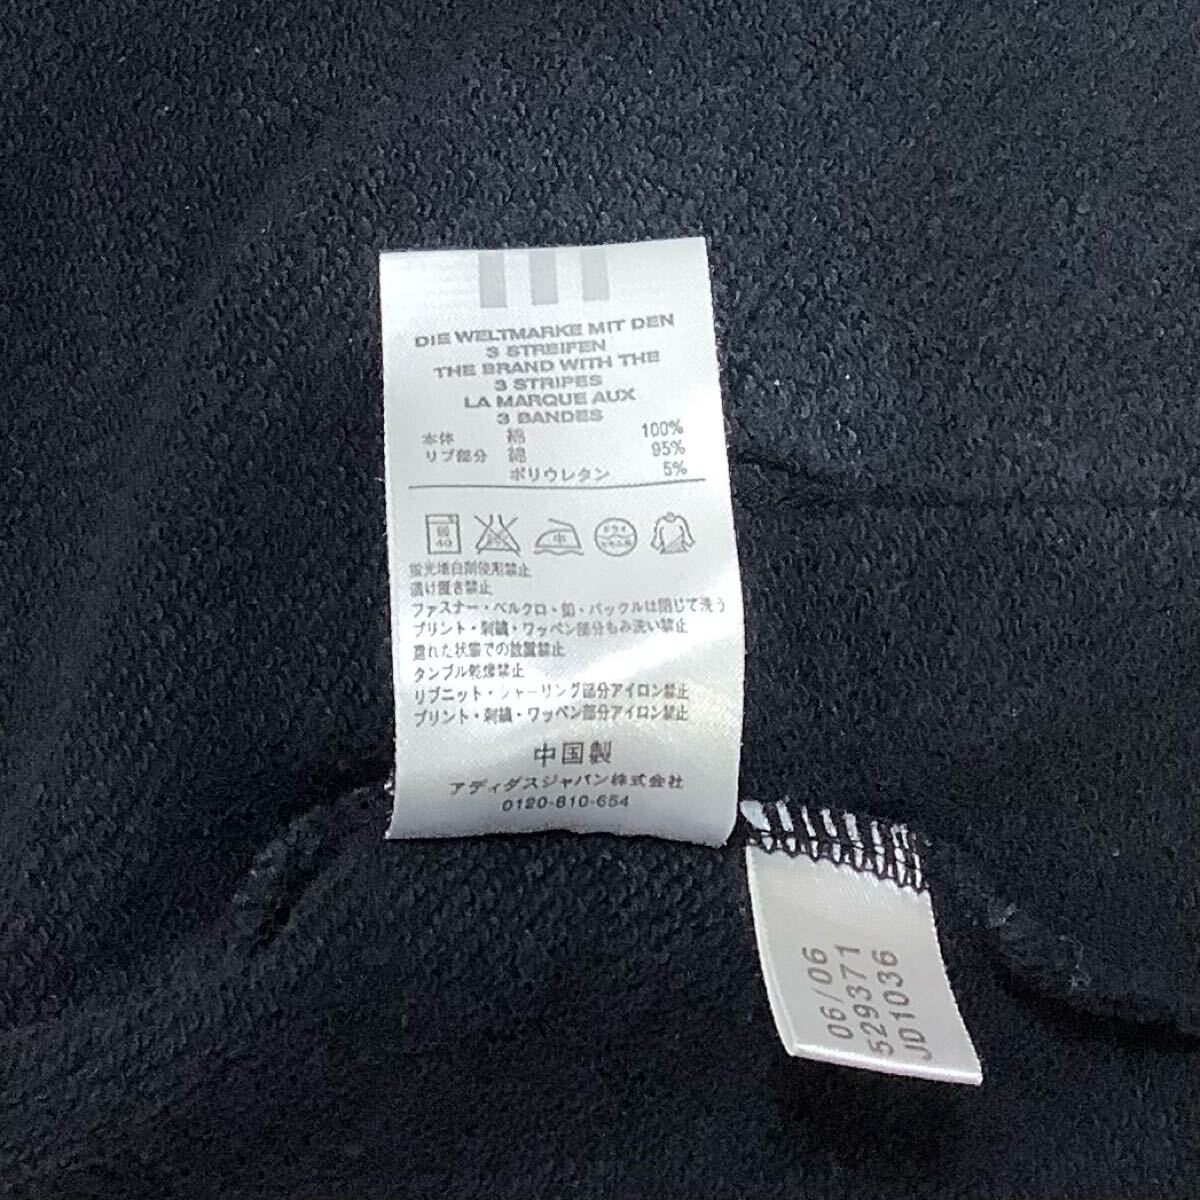 DIE WELTMARKE MIT DEN
3 STREIFEN
THE BRAND WITH THE
3 STRIPES
LA MARQUE AUX
3 BANDES
本体 綿 100%
リブ部分 綿 95%
ポリウレタン 5%
40 中 ドライ
蛍光増白剤使用禁止
漬け置き禁止
ファスナー・ベルクロ・釦・バックルは閉じて洗う
プリント・刺繍・ワッペン部分もみ洗い禁止
濡れた状態での放置禁止
タンブル乾燥禁止
リブニット・シャーリング部分アイロン禁止
プリント・刺繍・ワッペン部分アイロン禁止
中国製
アディダスジャパン株式会社
0120-810-654
06/06
529371
JD1036